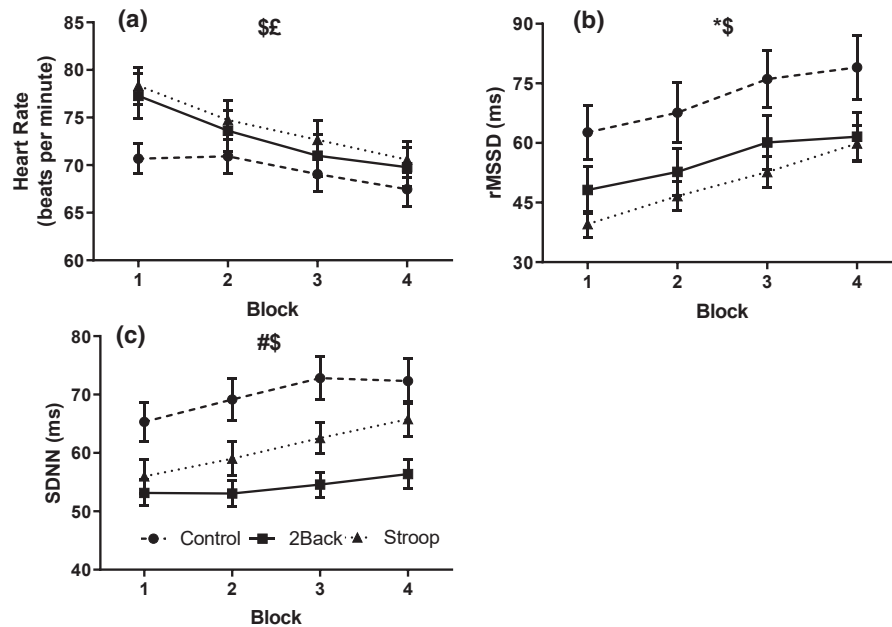 (a)
$£
Heart Rate
(beats per minute)
85
80
75
70
65
60
1 2 3 4
Block
(b)
*$
rMSSD (ms)
90
75
60
45
30
1 2 3 4
Block
(c)
#$
SDNN (ms)
80
70
60
50
40
Control 2Back Stroop
1 2 3 4
Block